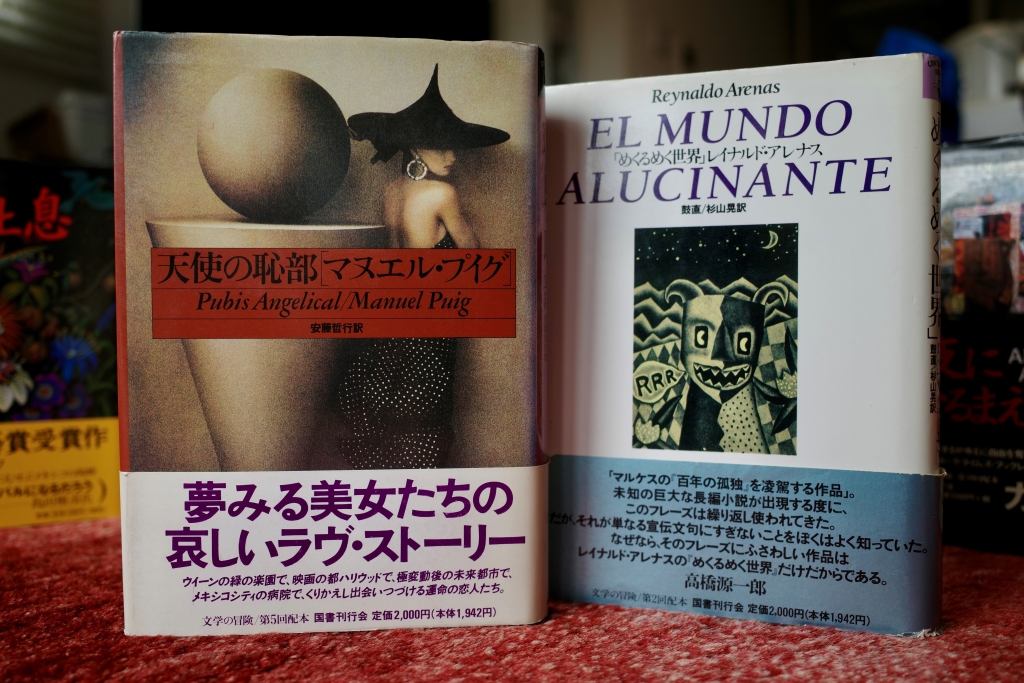 天使の恥部[マヌエル・プイグ]
Pubis Angelical/Manuel Puig
安藤哲行訳
夢みる美女たちの
哀しいラヴ・ストーリー
ウイーンの緑の楽園で、映画の都ハリウッドで、極変動後の未来都市で、
メキシコシティの病院で、くりかえし出会いつづける運命の恋人たち。
文学の冒険/第5回配本 国書刊行会 定価2,000円(本体1,942円)
Reynaldo Arenas
EL MUNDO
「めくるめく世界」レイナルド・アレナス
ALUCINANTE
鼓直/杉山晃訳
RRR
「マルケスの『百年の孤独』を凌駕する作品」。
未知の巨大な長編小説が出現する度に、
このフレーズは繰り返し使われてきた。
だが、それが単なる宣伝文句にすぎないことをぼくはよく知っていた。
なぜなら、そのフレーズにふさわしい作品は
レイナルド・アレナスの『めくるめく世界』だけだからである。
高橋源一郎
文学の冒険/第2回配本 国書刊行会 定価2,000円(本体1,942円)
めくるめく世界」
鼓直/杉山晃訳
止息
賞受賞作